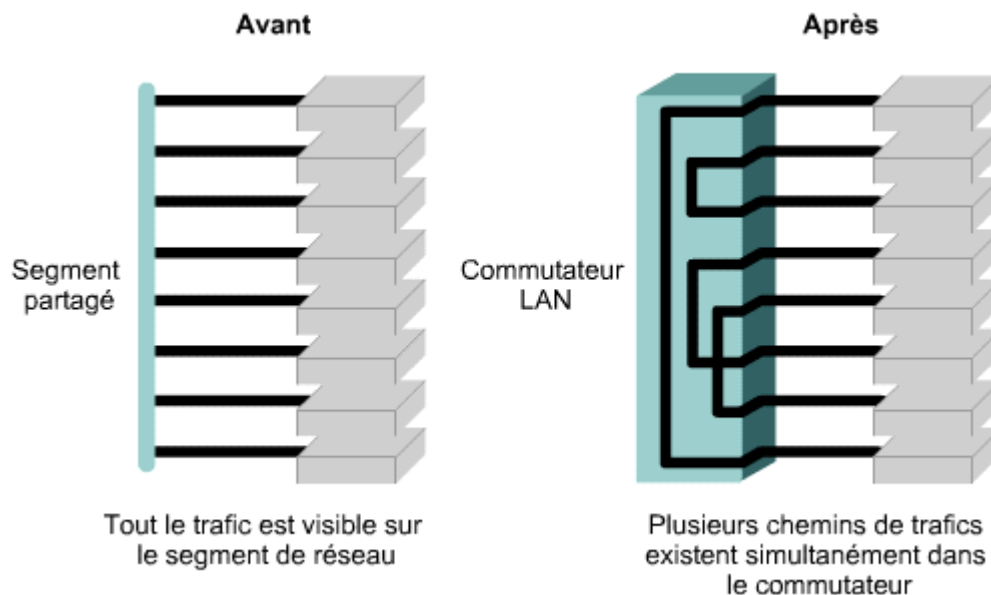 Avant
Segment
partagé
Tout le trafic est visible sur
le segment de réseau
Après
Commutateur
LAN
Plusieurs chemins de trafics
existent simultanément dans
le commutateur